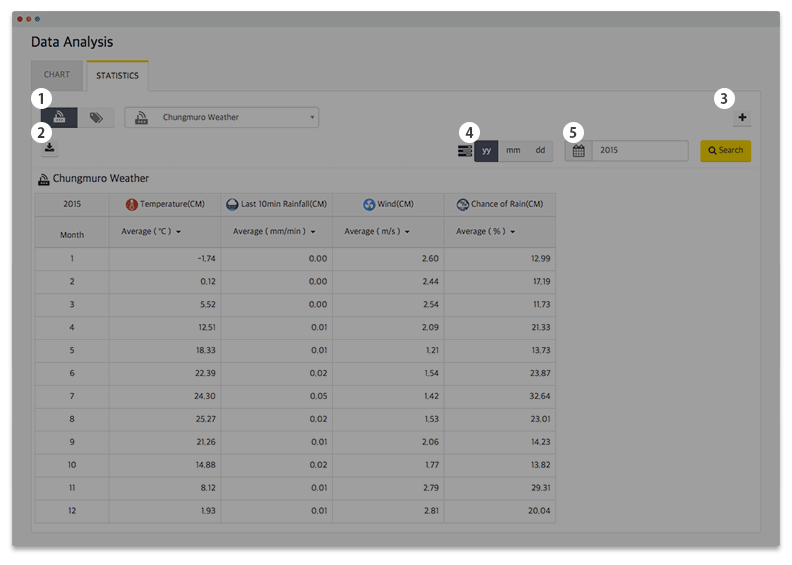 Data Analysis
CHART STATISTICS
1 3
Chungmuro Weather
2 4 5
yy mm dd 2015 Search
Chungmuro Weather
2015 Temperature(CM) Last 10min Rainfall(CM) Wind(CM) Chance of Rain(CM)
Month Average ( °C ) Average ( mm/min ) Average ( m/s ) Average ( % )
1 -1.74 0.00 2.60 12.99
2 0.12 0.00 2.44 17.19
3 5.52 0.00 2.54 11.73
4 12.51 0.01 2.09 21.33
5 18.33 0.01 1.21 13.73
6 22.39 0.02 1.54 23.87
7 24.30 0.05 1.42 32.64
8 25.27 0.02 1.53 23.01
9 21.26 0.01 2.06 14.23
10 14.88 0.02 1.77 13.82
11 8.12 0.01 2.79 29.31
12 1.93 0.01 2.81 20.04